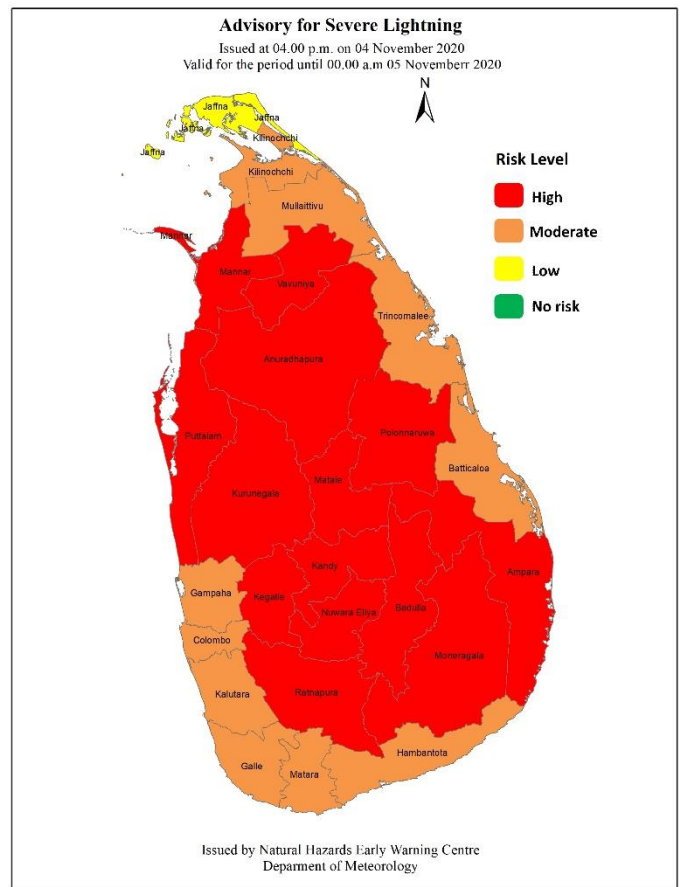 Advisory for Severe Lightning
Issued at 04.00 p.m. on 04 November 2020
Valid for the period until 00.00 a.m 05 Novemberr 2020
N
Jaffna
Jaffna
Jaffna
Jaffna
Kilinochchi
Kilinochchi
Mullaittivu
Risk Level
High
Moderate
Low
No risk
Mannar
Mannar
Vavuniya
Trincomalee
Anuradhapura
Puttalam
Polonnaruwa
Batticaloa
Kurunegale
Matale
Ampara
Kandy
Gampaha
Kegalle
Nuwara Eliya
Badulla
Colombo
Moneragala
Kalutara
Rathapura
Hambantota
Galle
Matara
Issued by Natural Hazards Early Warning Centre
Deparment of Meteorology